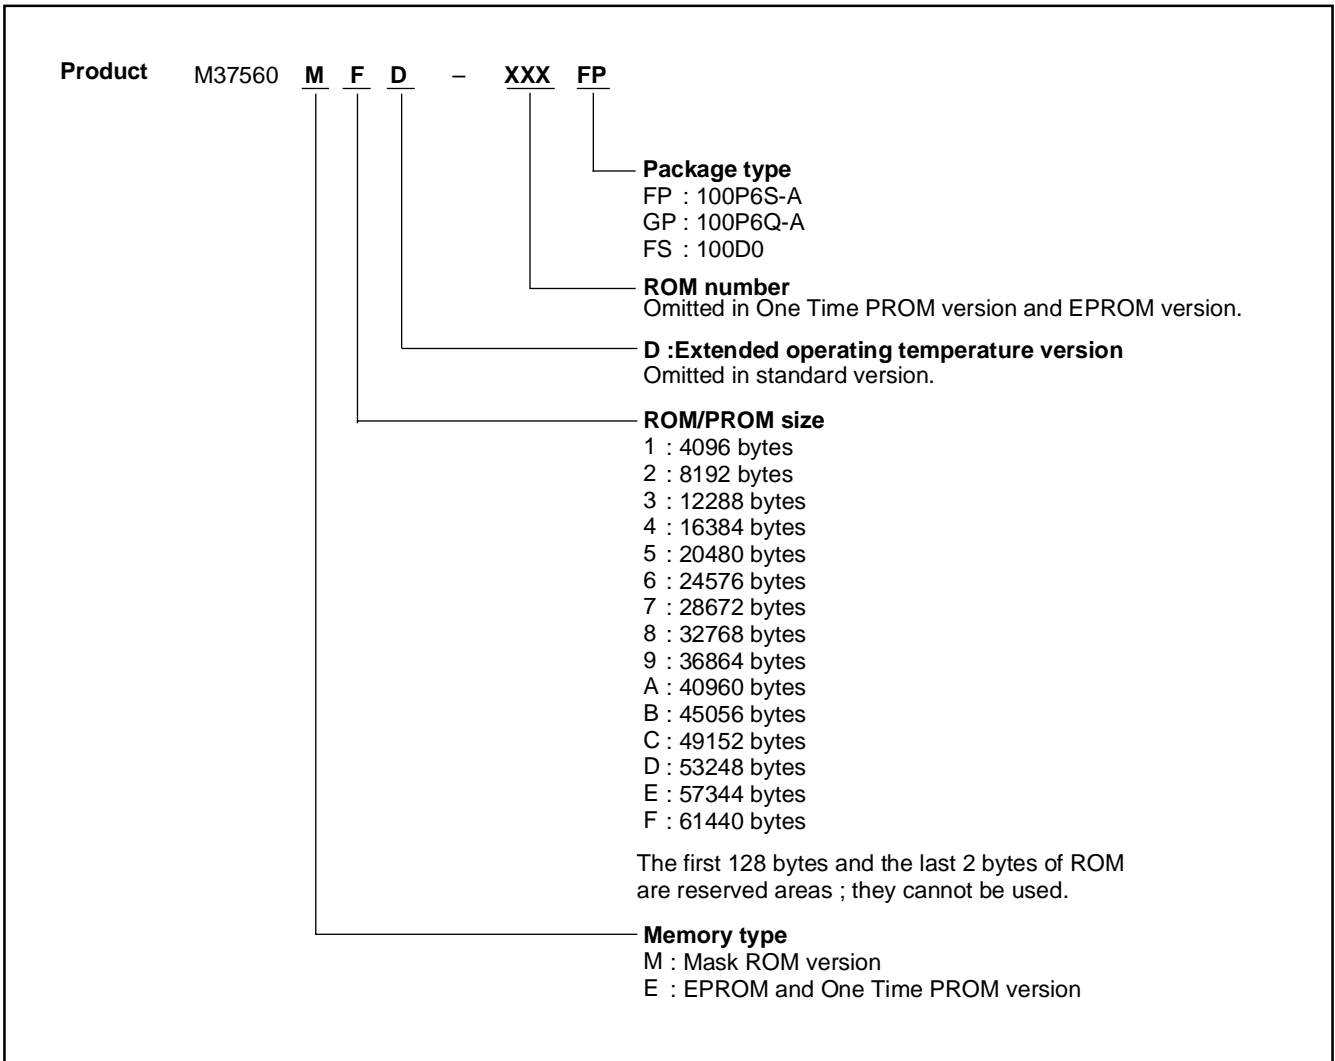 Product M37560 M F D – XXX FP
Package type
FP : 100P6S-A
GP : 100P6Q-A
FS : 100D0
ROM number
Omitted in One Time PROM version and EPROM version.
D :Extended operating temperature version
Omitted in standard version.
ROM/PROM size
1 : 4096 bytes
2 : 8192 bytes
3 : 12288 bytes
4 : 16384 bytes
5 : 20480 bytes
6 : 24576 bytes
7 : 28672 bytes
8 : 32768 bytes
9 : 36864 bytes
A : 40960 bytes
B : 45056 bytes
C : 49152 bytes
D : 53248 bytes
E : 57344 bytes
F : 61440 bytes
The first 128 bytes and the last 2 bytes of ROM
are reserved areas ; they cannot be used.
Memory type
M : Mask ROM version
E : EPROM and One Time PROM version